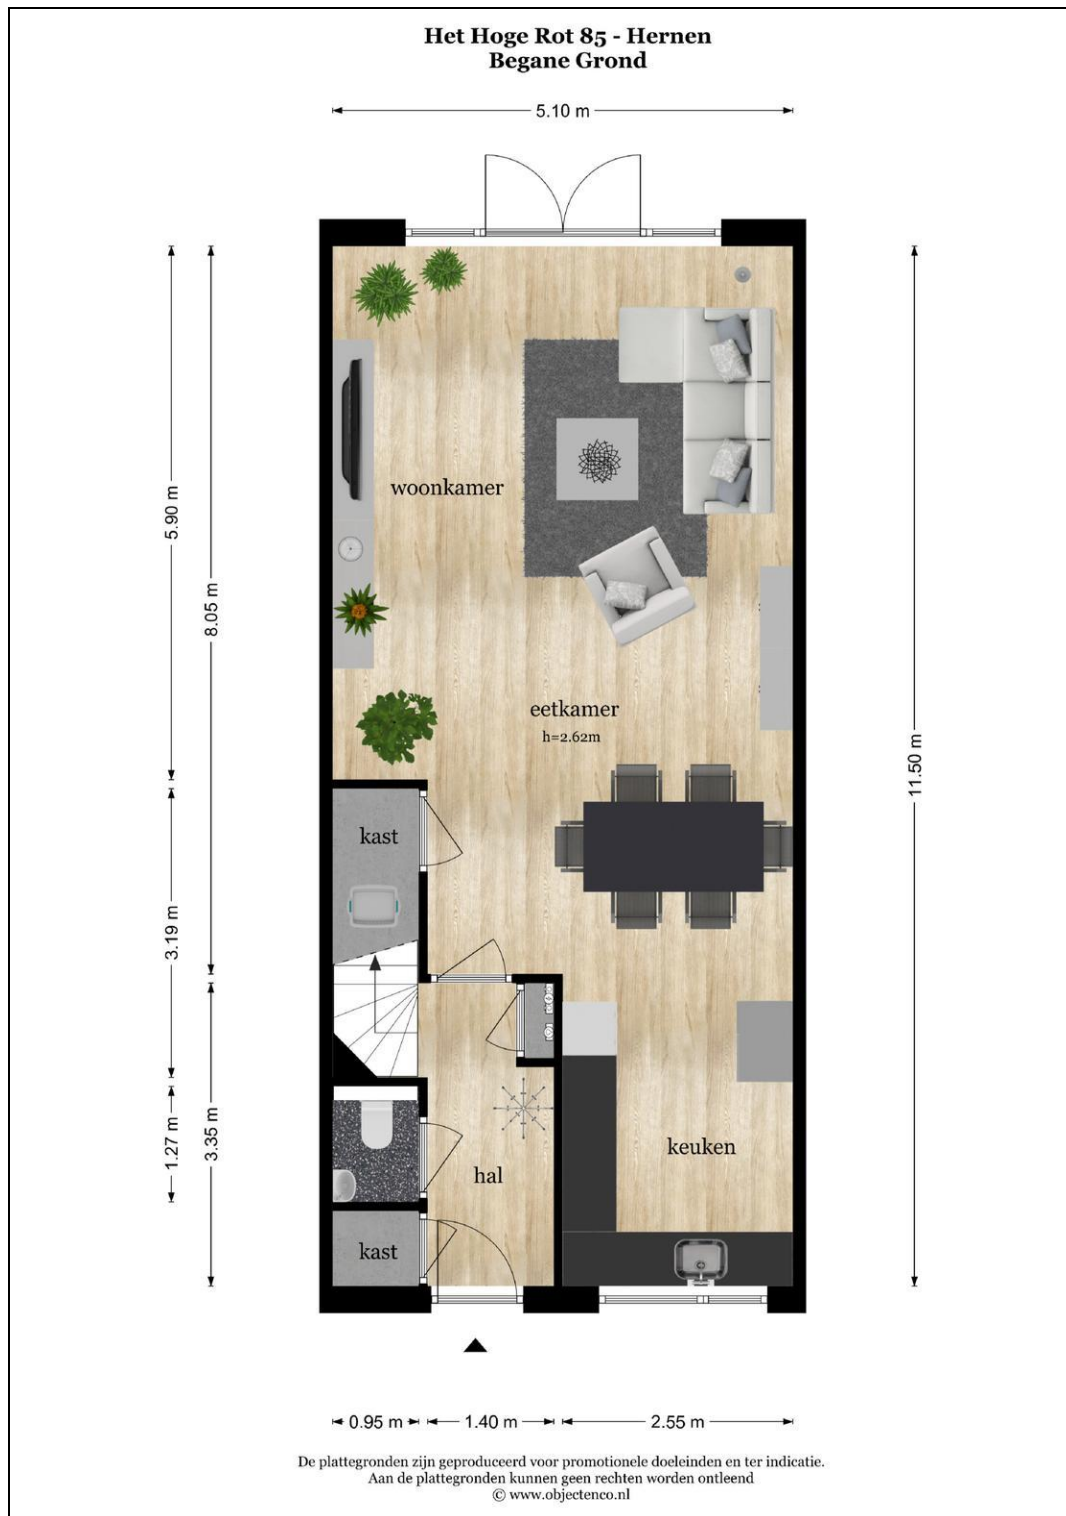 Het Hoge Rot 85 - Hernen
Begane Grond
5.10 m
woonkamer
5.90 m
8.05 m
eetkamer
h=2.62m
11.50 m
kast
3.19 m
keuken
1.27 m
3.35 m
hal
kast
0.95 m
1.40 m
2.55 m
De plattegronden zijn geproduceerd voor promotionele doeleinden en ter indicatie.
Aan de plattegronden kunnen geen rechten worden ontleend
© www.objectenco.nl